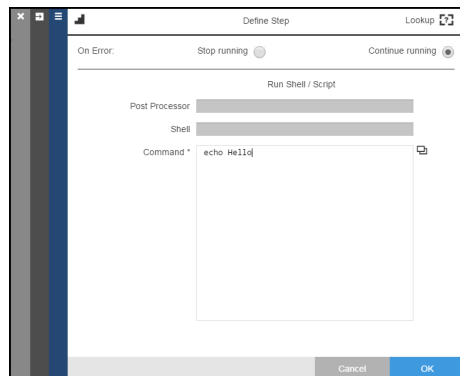 Define Step
Lookup [?]
On Error: Stop running Continue running
Run Shell / Script
Post Processor
Shell
Command *
echo Hello
Cancel OK